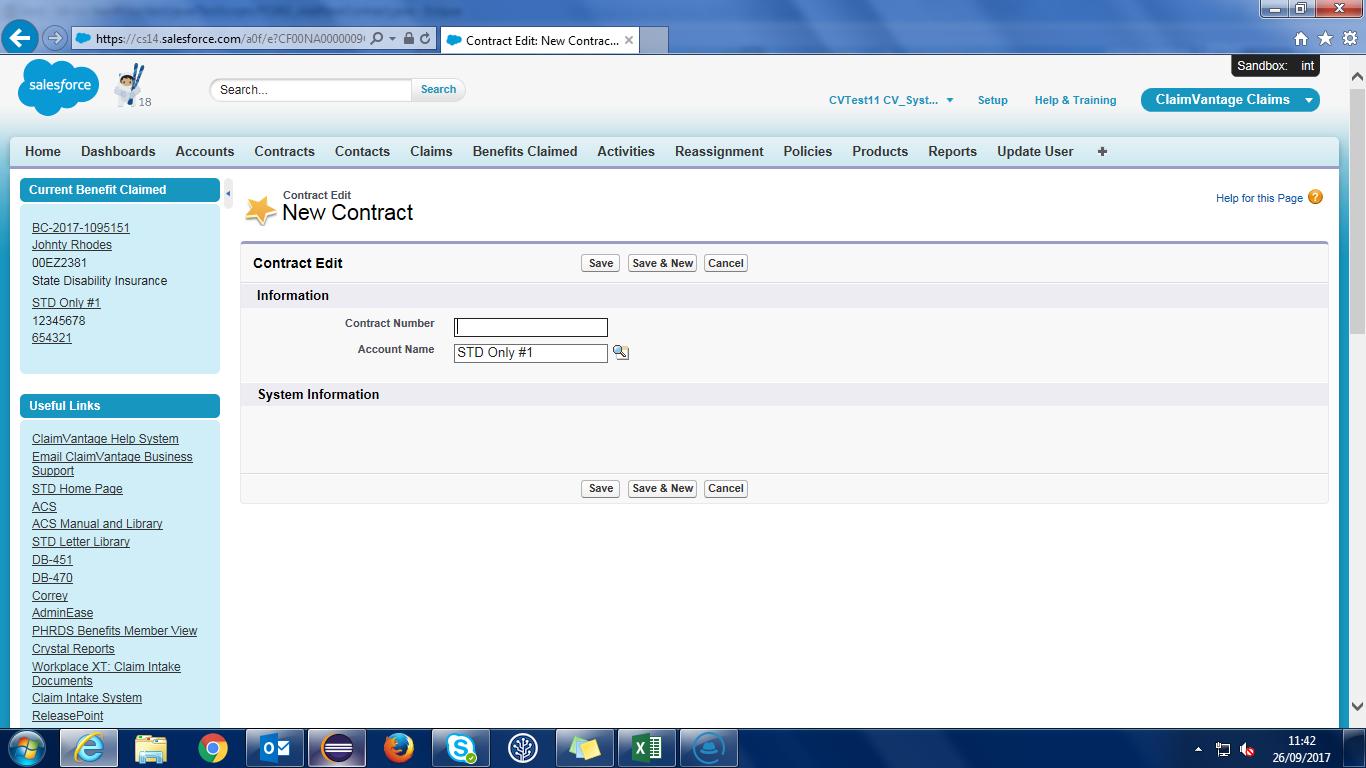 https://cs14.salesforce.com/a0f/e?CF00NA0000009
Contract Edit: New Contrac...
Sandbox: int
salesforce
18
Search...
Search
CVTest11 CV_Syst...
Setup
Help & Training
ClaimVantage Claims
Home Dashboards Accounts Contracts Contacts Claims Benefits Claimed Activities Reassignment Policies Products Reports Update User +
Current Benefit Claimed
BC-2017-1095151
Johnty Rhodes
00EZ2381
State Disability Insurance
STD Only #1
12345678
654321
Useful Links
ClaimVantage Help System
Email ClaimVantage Business
Support
STD Home Page
ACS
ACS Manual and Library
STD Letter Library
DB-451
DB-470
Correy
AdminEase
PHRDS Benefits Member View
Crystal Reports
Workplace XT: Claim Intake
Documents
Claim Intake System
ReleasePoint
Contract Edit
New Contract
Help for this Page
Contract Edit
Save Save & New Cancel
Information
Contract Number
Account Name STD Only #1
System Information
Save Save & New Cancel
11:42
26/09/2017